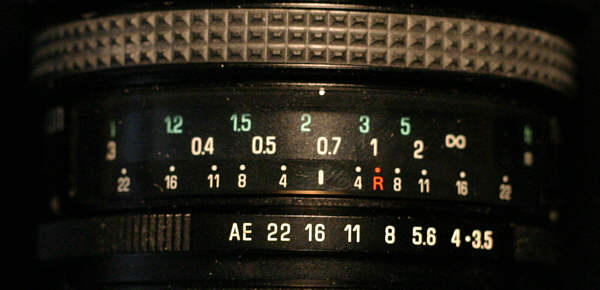 1.2 1.5 2 3 5
3 0.4 0.5 0.7 1 2 ∞ m
22 16 11 8 4 4 R 8 11 16 22
AE 22 16 11 8 5.6 4•3.5